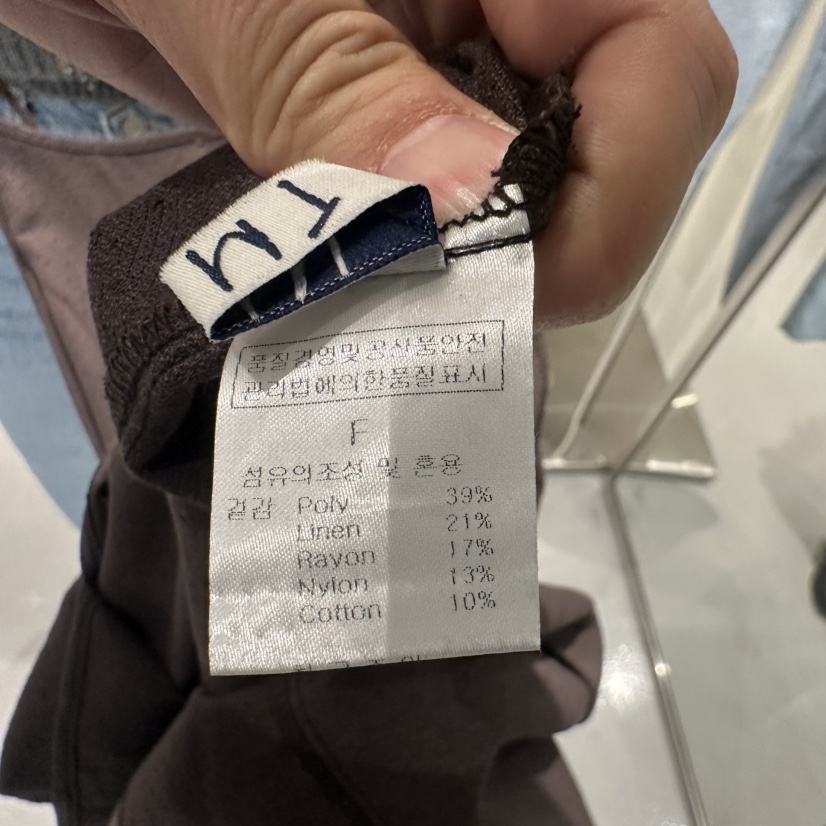 TM
품질경영및공산품안전
관리법에의한품질표시
F
섬유의조성 및 혼용
겉감 Poly 39%
Linen 21%
Rayon 17%
Nylon 13%
Cotton 10%